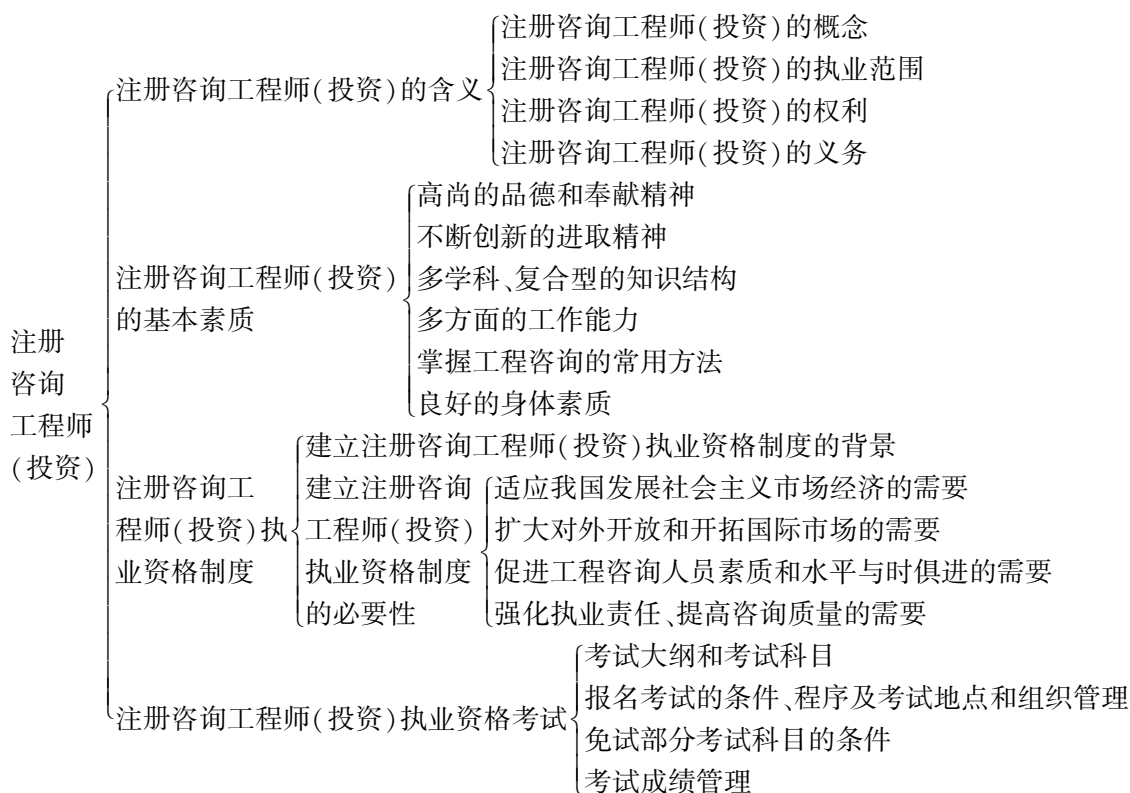 注册
咨询
工程师
(投资)
注册咨询工程师(投资)的含义
注册咨询工程师(投资)的概念
注册咨询工程师(投资)的执业范围
注册咨询工程师(投资)的权利
注册咨询工程师(投资)的义务
注册咨询工程师(投资)
的基本素质
高尚的品德和奉献精神
不断创新的进取精神
多学科、复合型的知识结构
多方面的工作能力
掌握工程咨询的常用方法
良好的身体素质
注册咨询工
程师(投资)执
业资格制度
建立注册咨询工程师(投资)执业资格制度的背景
建立注册咨询
工程师(投资)
执业资格制度
的必要性
适应我国发展社会主义市场经济的需要
扩大对外开放和开拓国际市场的需要
促进工程咨询人员素质和水平与时俱进的需要
强化执业责任、提高咨询质量的需要
注册咨询工程师(投资)执业资格考试
考试大纲和考试科目
报名考试的条件、程序及考试地点和组织管理
免试部分考试科目的条件
考试成绩管理